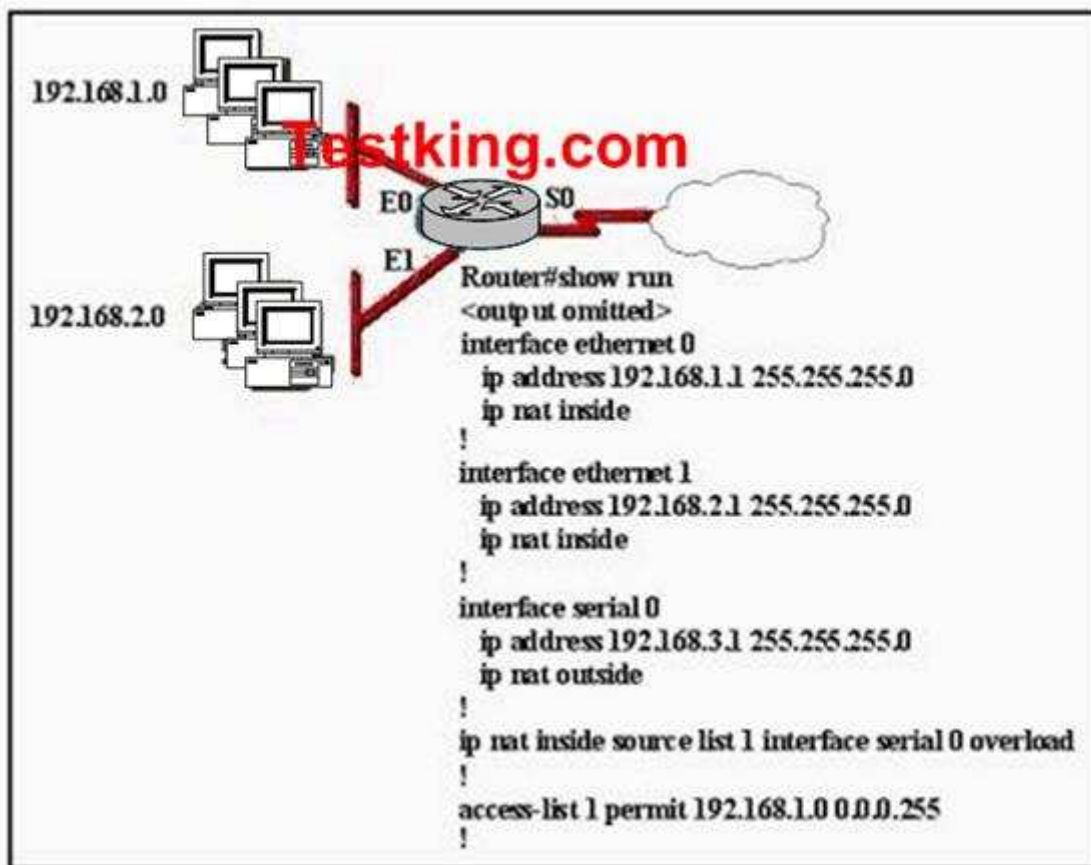 192.168.1.0
Testking.com
E0
S0
E1
192.168.2.0
Router#show run
<output omitted>
interface ethernet 0
ip address 192.168.1.1 255.255.255.0
ip nat inside
!
interface ethernet 1
ip address 192.168.2.1 255.255.255.0
ip nat inside
!
interface serial 0
ip address 192.168.3.1 255.255.255.0
ip nat outside
!
ip nat inside source list 1 interface serial 0 overload
!
access-list 1 permit 192.168.1.0 0.0.0.255
!